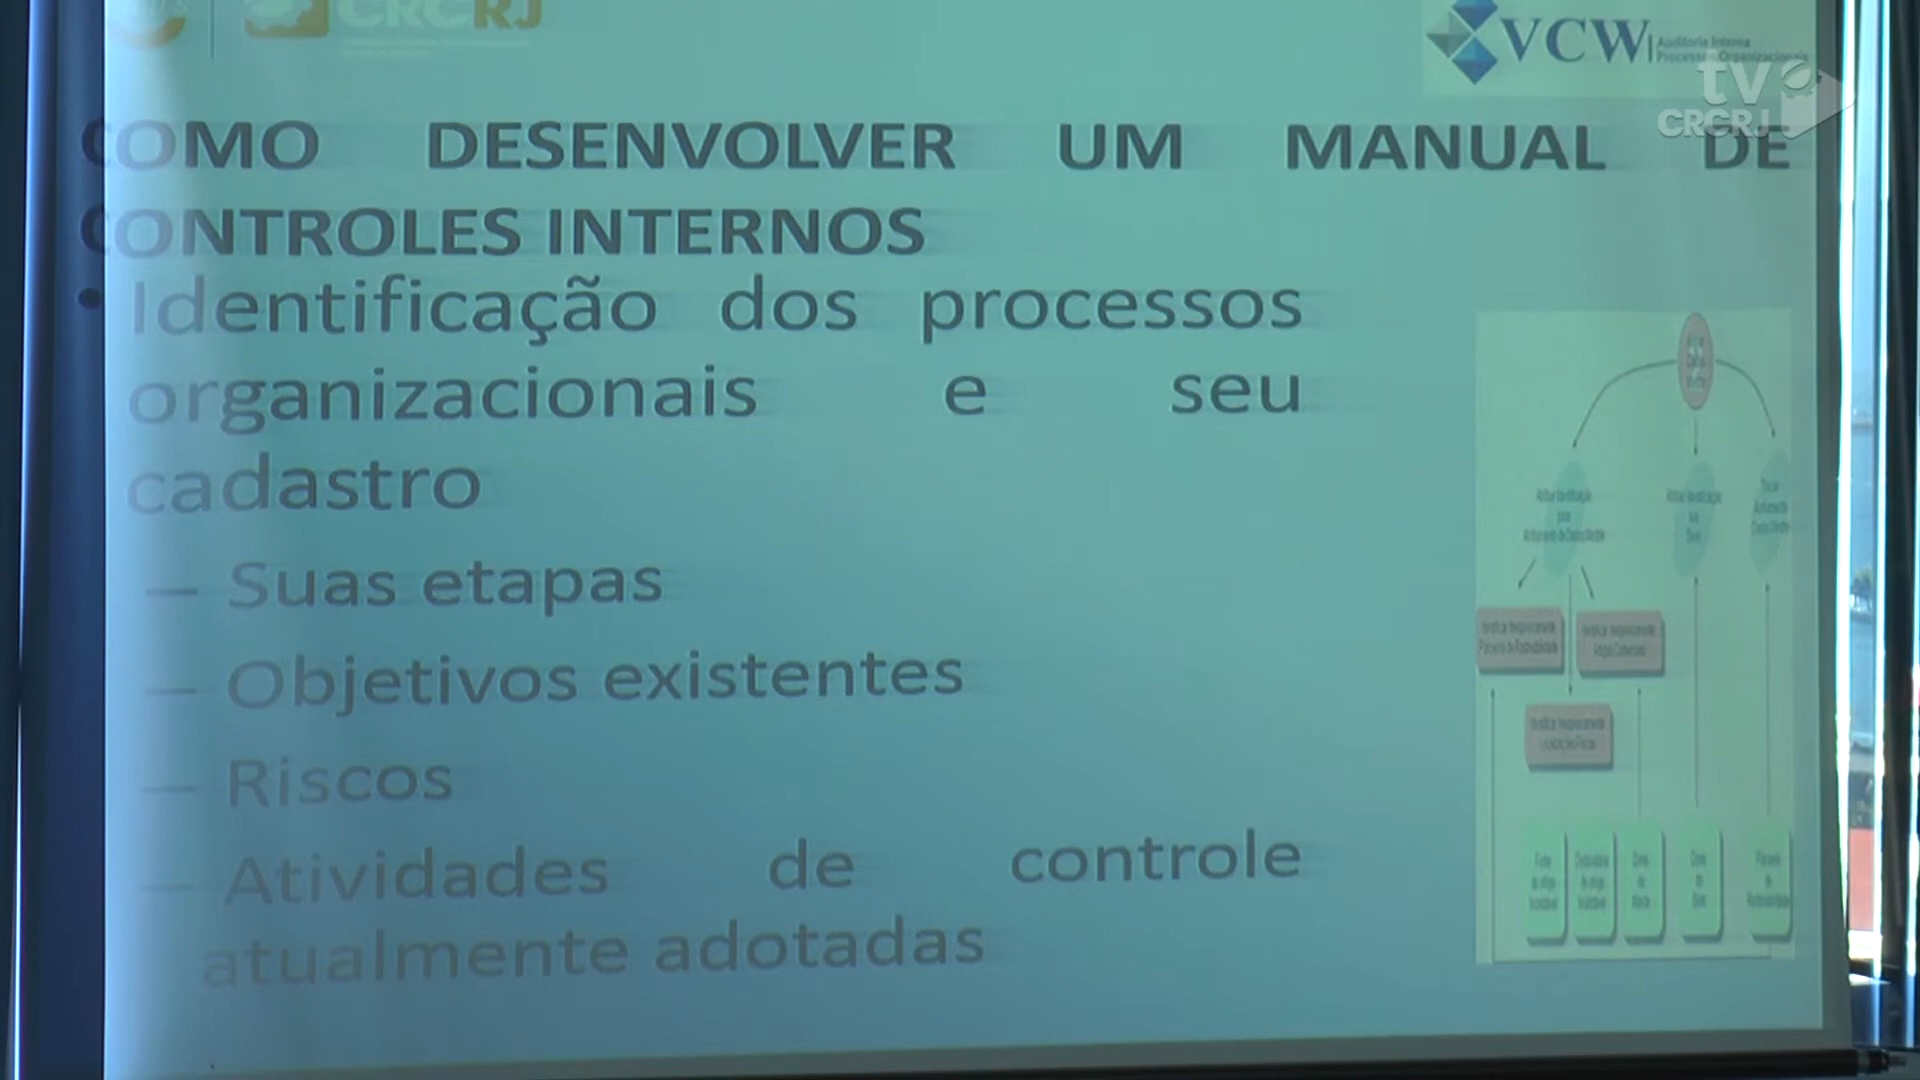 CRCRJ
VCW
Auditoria Interna
Processos Organizacionais
tv
CRCRJ
COMO DESENVOLVER UM MANUAL DE
CONTROLES INTERNOS
• Identificação dos processos
organizacionais e seu
cadastro
— Suas etapas
— Objetivos existentes
— Riscos
— Atividades de controle
atualmente adotadas